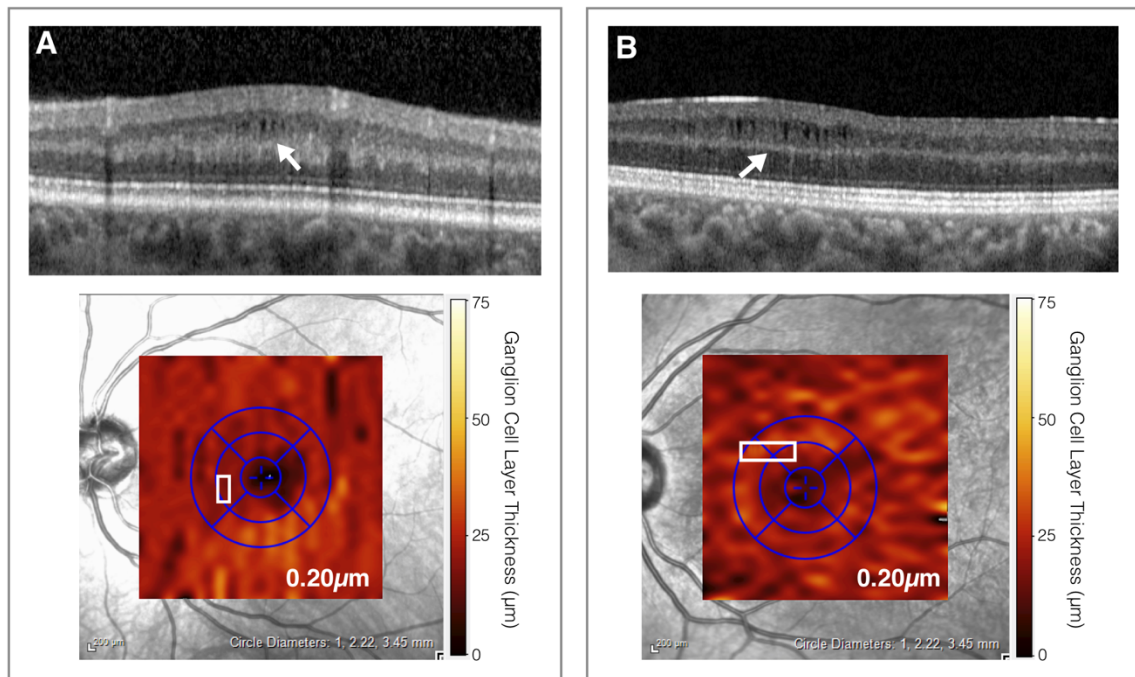 A
B
75
50
25
0
Ganglion Cell Layer Thickness (μm)
0.20μm
200 μm
Circle Diameters: 1, 2.22, 3.45 mm
75
50
25
0
Ganglion Cell Layer Thickness (μm)
0.20μm
200 μm
Circle Diameters: 1, 2.22, 3.45 mm